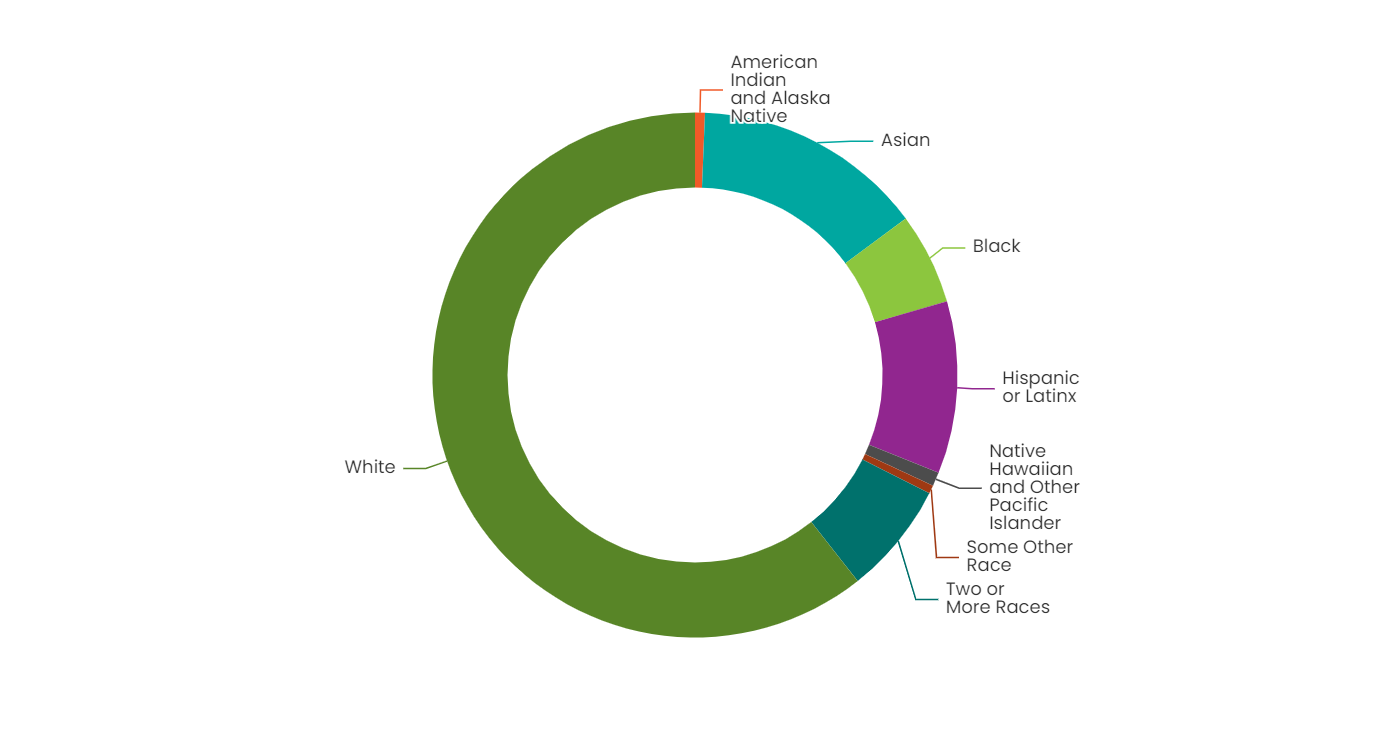 American
Indian
and Alaska
Native
Asian
Black
Hispanic
or Latinx
Native
Hawaiian
and Other
Pacific
Islander
Some Other
Race
Two or
More Races
White